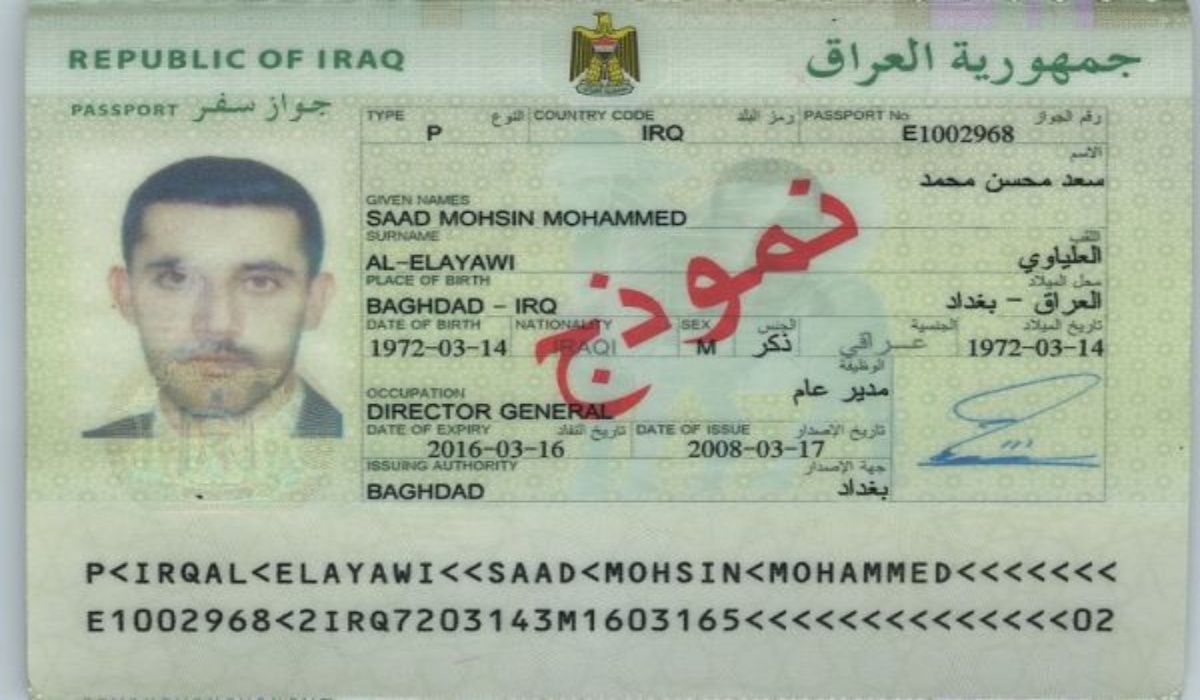 REPUBLIC OF IRAQ جمهورية العراق
PASSPORT جواز سفر
TYPE النوع COUNTRY CODE رمز البلد PASSPORT No رقم الجواز
P IRQ E1002968
الاسم
سعد محسن محمد
GIVEN NAMES
SAAD MOHSIN MOHAMMED
SURNAME اللقب
AL-ELAYAWI العلياوي
PLACE OF BIRTH محل الميلاد
BAGHDAD - IRQ العراق - بغداد
DATE OF BIRTH NATIONALITY SEX الجنس الجنسية تاريخ الميلاد
1972-03-14 IRAQI M ذكر عراقي 1972-03-14
الوظيفة
OCCUPATION مدير عام
DIRECTOR GENERAL
DATE OF EXPIRY تاريخ النفاذ DATE OF ISSUE تاريخ الاصدار
2016-03-16 2008-03-17
ISSUING AUTHORITY جهة الاصدار
BAGHDAD بغداد
نموذج
P<IRQAL<ELAYAWI<<SAAD<MOHSIN<MOHAMMED<<<<<<<
E1002968<2IRQ7203143M1603165<<<<<<<<<<<<<<02